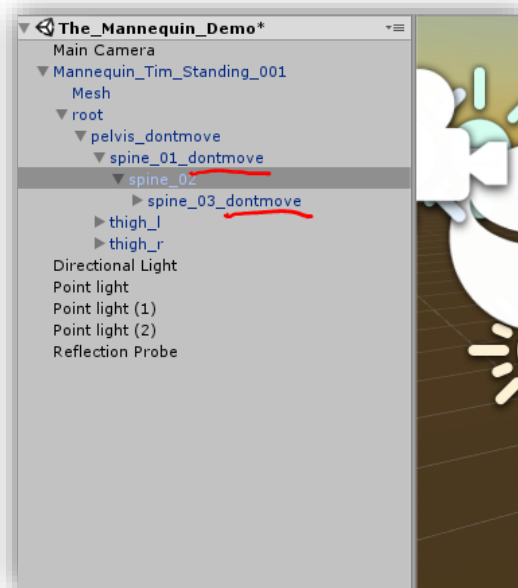 The_Mannequin_Demo*
Main Camera
Mannequin_Tim_Standing_001
Mesh
root
pelvis_dontmove
spine_01_dontmove
spine_02
spine_03_dontmove
thigh_l
thigh_r
Directional Light
Point light
Point light (1)
Point light (2)
Reflection Probe